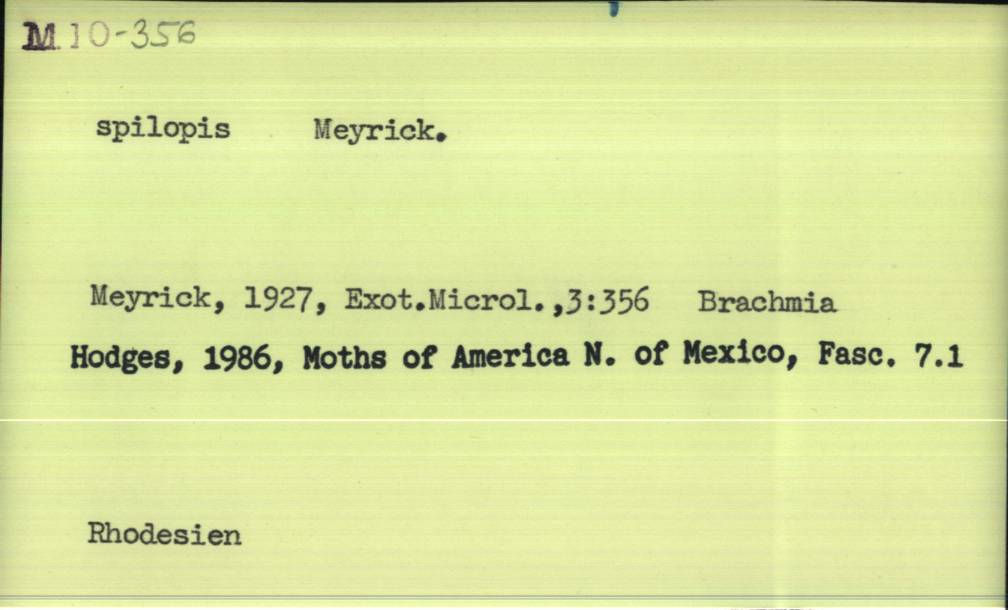 M 10-356
spilopis Meyrick.
Meyrick, 1927, Exot.Microl.,3:356 Brachmia
Hodges, 1986, Moths of America N. of Mexico, Fasc. 7.1
Rhodesien